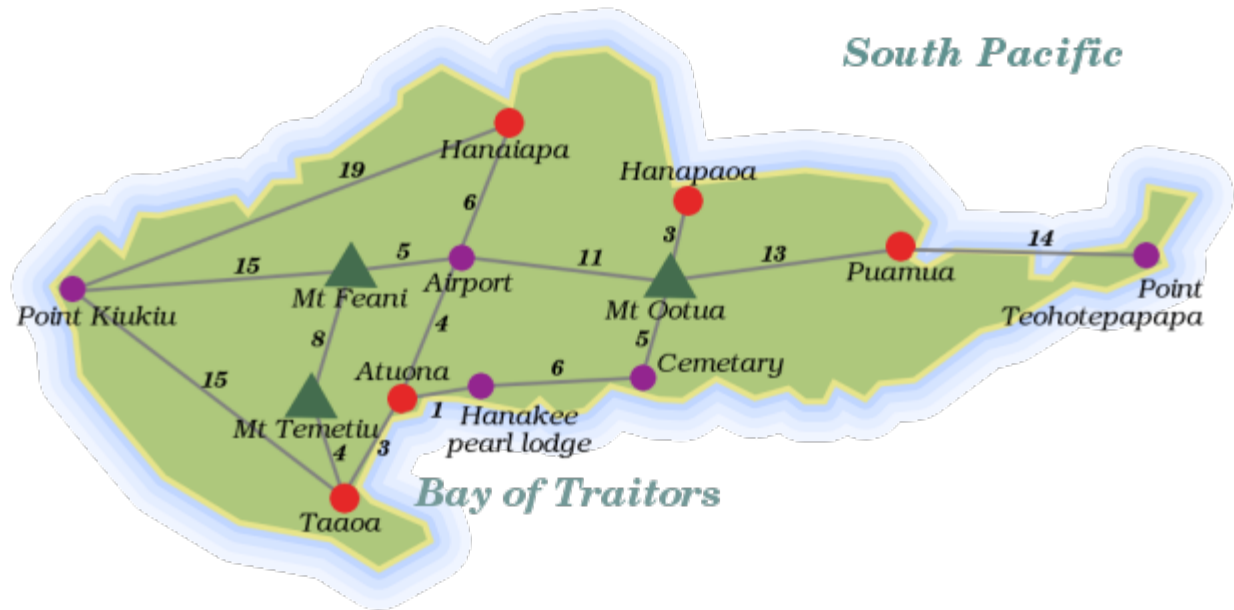 South Pacific
Hanaiapa
Hanapaoa
19
6
3
14
5
13
15
11
Airport
Puamua
Mt Feani
Mt Ootua
Point
Teohotepapapa
Point Kiukiu
4
8
5
Atuona
6
Cemetary
15
1
Hanakee
pearl lodge
Mt Temetiu
3
4
Bay of Traitors
Taaoa